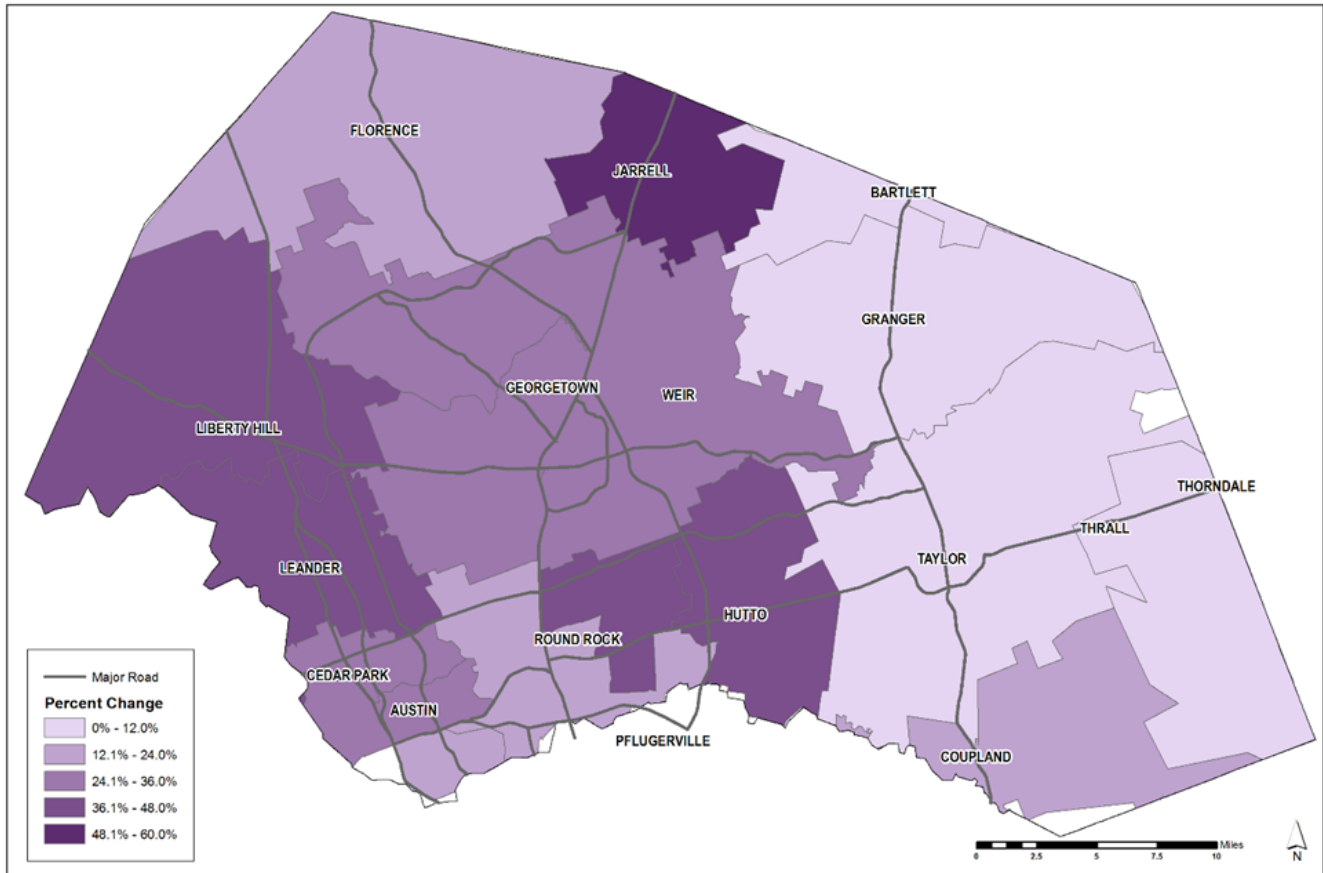 FLORENCE
JARRELL
BARTLETT
GRANGER
GEORGETOWN
WEIR
LIBERTY HILL
THORNDALE
THRALL
TAYLOR
LEANDER
HUTTO
ROUND ROCK
CEDAR PARK
AUSTIN
PFLUGERVILLE
COUPLAND
Major Road
Percent Change
0% - 12.0%
12.1% - 24.0%
24.1% - 36.0%
36.1% - 48.0%
48.1% - 60.0%
Miles
0 2.5 5 7.5 10
N